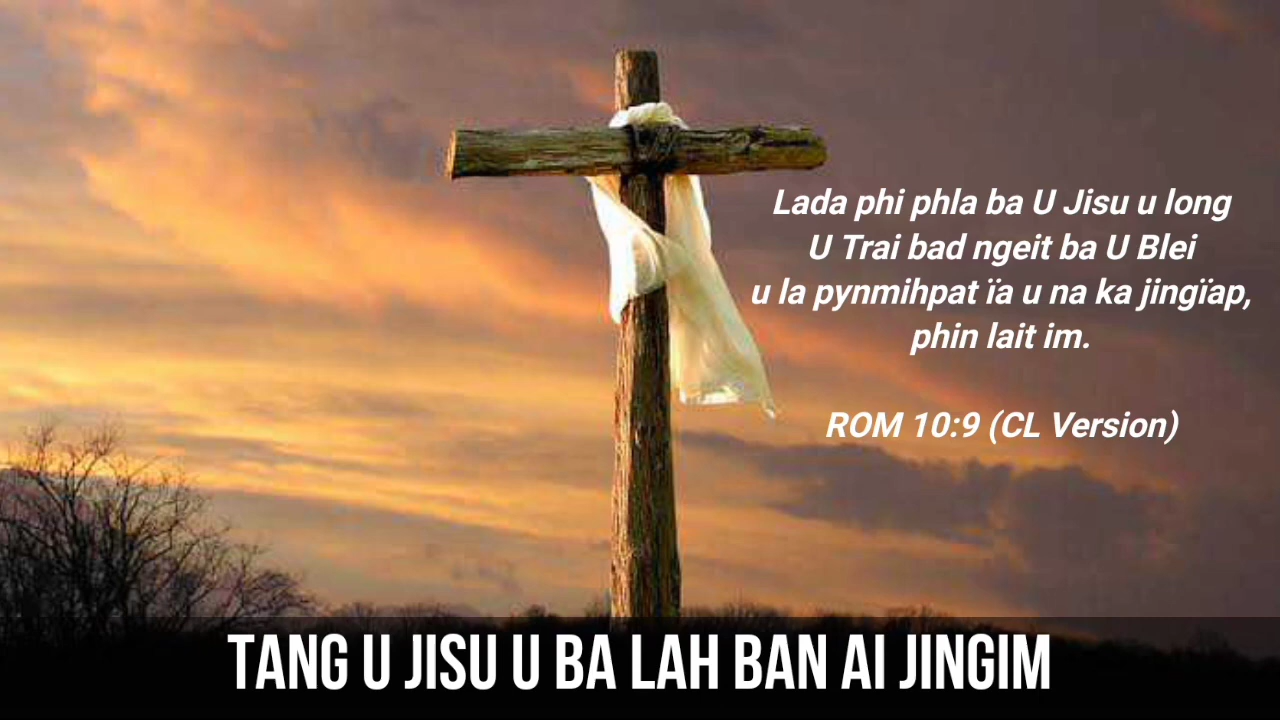 Lada phi phla ba U Jisu u long
U Trai bad ngeit ba U Blei
u la pynmihpat ïa u na ka jingïap,
phin lait im.
ROM 10:9 (CL Version)
TANG U JISU U BA LAH BAN AI JINGIM